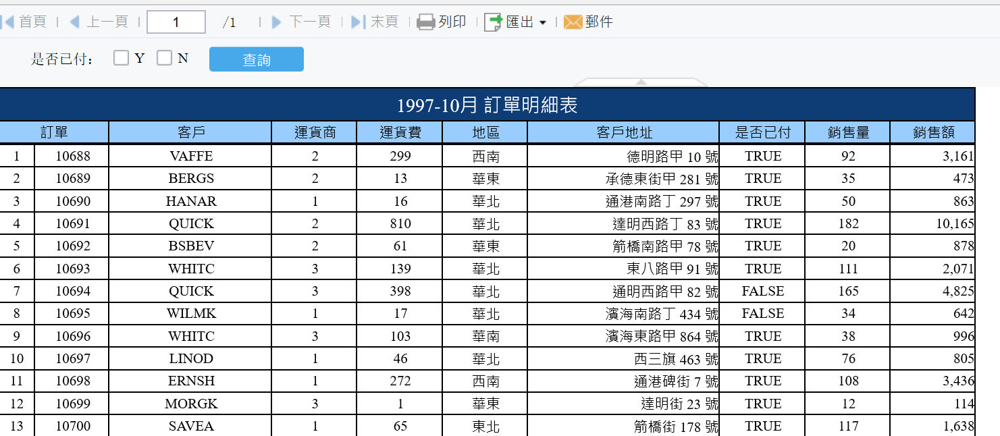 首頁 上一頁 1 /1 下一頁 末頁 列印 匯出 郵件
是否已付: Y N 查詢
1997-10月 訂單明細表
訂單 客戶 運貨商 運貨費 地區 客戶地址 是否已付 銷售量 銷售額
1 10688 VAFFE 2 299 西南 德明路甲 10 號 TRUE 92 3,161
2 10689 BERGS 2 13 華東 承德東街甲 281 號 TRUE 35 473
3 10690 HANAR 1 16 華北 通港南路丁 297 號 TRUE 50 863
4 10691 QUICK 2 810 華北 達明西路丁 83 號 TRUE 182 10,165
5 10692 BSBEV 2 61 華東 箭橋南路甲 78 號 TRUE 20 878
6 10693 WHITC 3 139 華北 東八路甲 91 號 TRUE 111 2,071
7 10694 QUICK 3 398 華北 通明西路甲 82 號 FALSE 165 4,825
8 10695 WILMK 1 17 華北 濱海南路丁 434 號 FALSE 34 642
9 10696 WHITC 3 103 華南 濱海東路甲 864 號 TRUE 38 996
10 10697 LINOD 1 46 華北 西三旗 463 號 TRUE 76 805
11 10698 ERNSH 1 272 西南 通港碑街 7 號 TRUE 108 3,436
12 10699 MORGK 3 1 華東 達明街 23 號 TRUE 12 114
13 10700 SAVEA 1 65 東北 箭橋街 178 號 TRUE 117 1,638